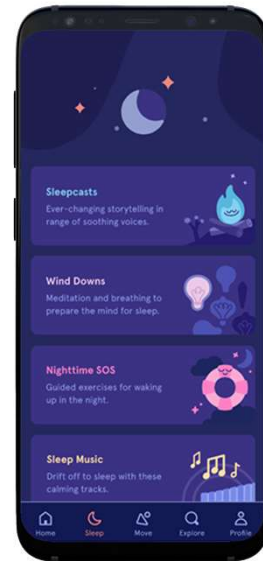 Sleepcasts
Ever-changing storytelling in
range of soothing voices.
Wind Downs
Meditation and breathing to
prepare the mind for sleep.
Nighttime SOS
Guided exercises for waking
up in the night.
Sleep Music
Drift off to sleep with these
calming tracks.
Home Sleep Move Explore Profile